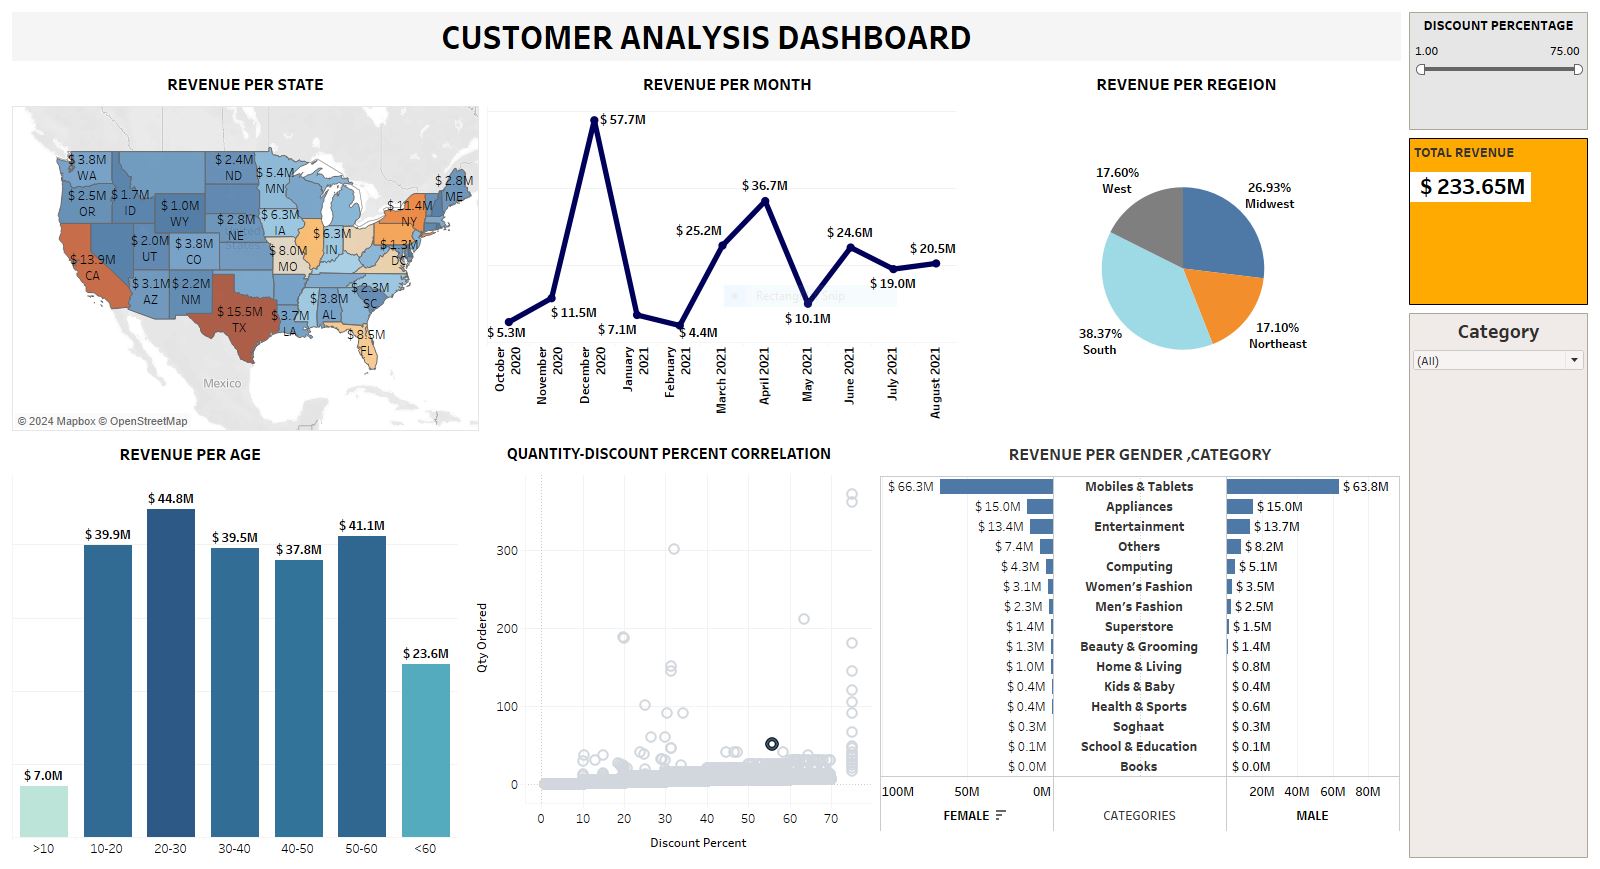 CUSTOMER ANALYSIS DASHBOARD
DISCOUNT PERCENTAGE
1.00 75.00
TOTAL REVENUE
$ 233.65M
Category
(All)
REVENUE PER STATE
$ 3.8M
WA
$ 2.4M
ND
$ 5.4M
MN
$ 2.8M
ME
$ 2.5M
OR
$ 1.7M
ID
$ 1.0M
WY
$ 2.8M
NE
$ 6.3M
IA
$ 11.4M
NY
$ 13.9M
CA
$ 2.0M
UT
$ 3.8M
CO
$ 8.0M
MO
$ 6.3M
IN
$ 1.3M
DC
$ 3.1M
AZ
$ 2.2M
NM
$ 15.5M
TX
$ 3.7M
LA
$ 3.8M
AL
$ 2.3M
SC
$ 8.5M
FL
United
States
Mexico
© 2024 Mapbox © OpenStreetMap
REVENUE PER MONTH
$ 57.7M
$ 36.7M
$ 25.2M
$ 24.6M
$ 20.5M
$ 19.0M
$ 11.5M
$ 10.1M
$ 5.3M
$ 7.1M
$ 4.4M
Rectangular Snip
October
2020
November
2020
December
2020
January
2021
February
2021
March 2021
April 2021
May 2021
June 2021
July 2021
August 2021
REVENUE PER REGEION
17.60%
West
26.93%
Midwest
38.37%
South
17.10%
Northeast
REVENUE PER AGE
$ 7.0M
$ 39.9M
$ 44.8M
$ 39.5M
$ 37.8M
$ 41.1M
$ 23.6M
>10 10-20 20-30 30-40 40-50 50-60 <60
QUANTITY-DISCOUNT PERCENT CORRELATION
Qty Ordered
300
200
100
0
0 10 20 30 40 50 60 70
Discount Percent
REVENUE PER GENDER ,CATEGORY
$ 66.3M Mobiles & Tablets $ 63.8M
$ 15.0M Appliances $ 15.0M
$ 13.4M Entertainment $ 13.7M
$ 7.4M Others $ 8.2M
$ 4.3M Computing $ 5.1M
$ 3.1M Women's Fashion $ 3.5M
$ 2.3M Men's Fashion $ 2.5M
$ 1.4M Superstore $ 1.5M
$ 1.3M Beauty & Grooming $ 1.4M
$ 1.0M Home & Living $ 0.8M
$ 0.4M Kids & Baby $ 0.4M
$ 0.4M Health & Sports $ 0.6M
$ 0.3M Soghaat $ 0.3M
$ 0.1M School & Education $ 0.1M
$ 0.0M Books $ 0.0M
100M 50M 0M 20M 40M 60M 80M
FEMALE CATEGORIES MALE